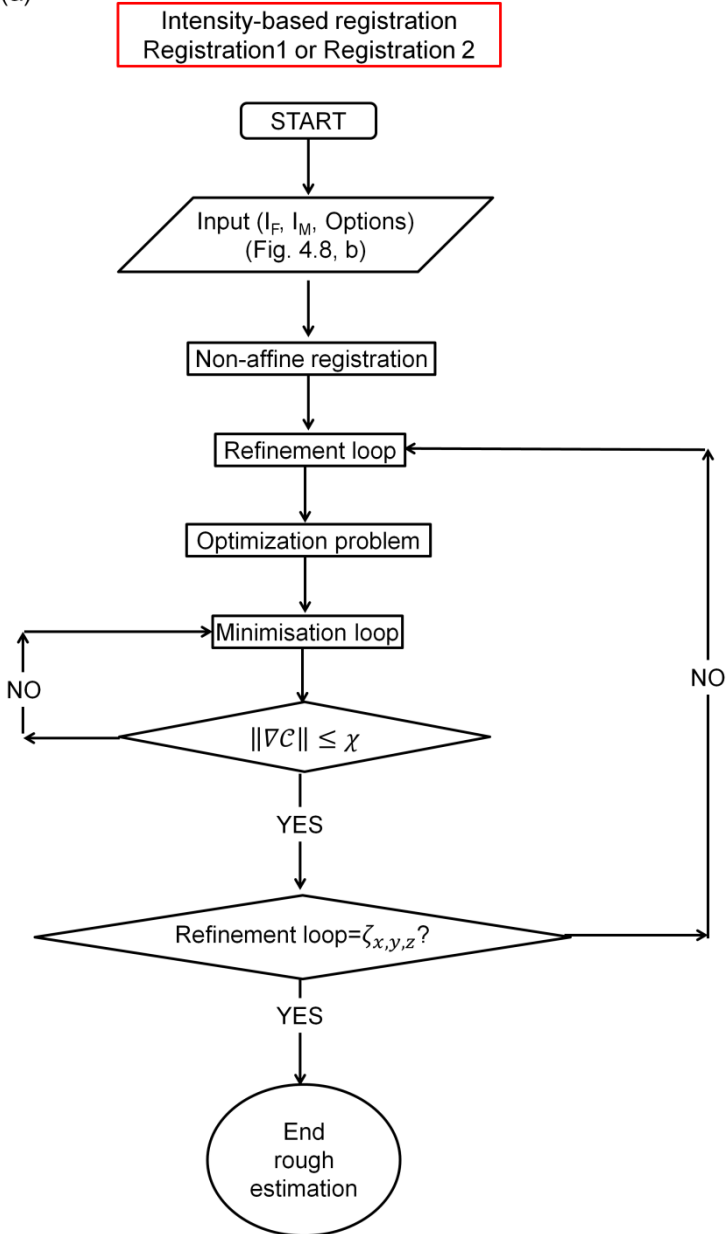 (a)
Intensity-based registration
Registration1 or Registration 2
START
Input (I_F, I_M, Options)
(Fig. 4.8, b)
Non-affine registration
Refinement loop
Optimization problem
Minimisation loop
NO
NO
‖∇𝒞‖ ≤ χ
YES
Refinement loop=ζ_{x,y,z}?
YES
End
rough
estimation